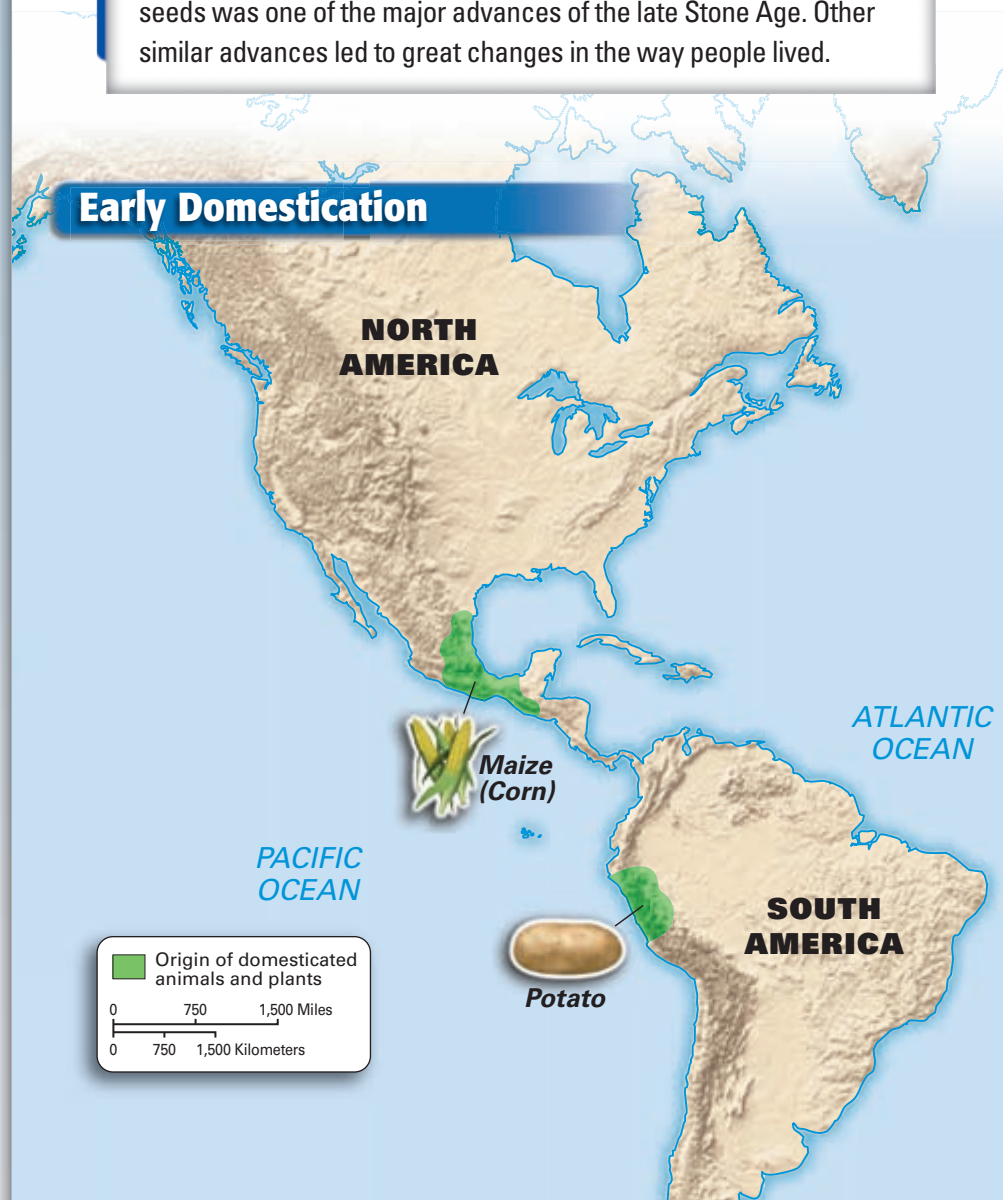 seeds was one of the major advances of the late Stone Age. Other
similar advances led to great changes in the way people lived.
Early Domestication
NORTH
AMERICA
Maize
(Corn)
ATLANTIC
OCEAN
PACIFIC
OCEAN
SOUTH
AMERICA
Potato
Origin of domesticated
animals and plants
0 750 1,500 Miles
0 750 1,500 Kilometers